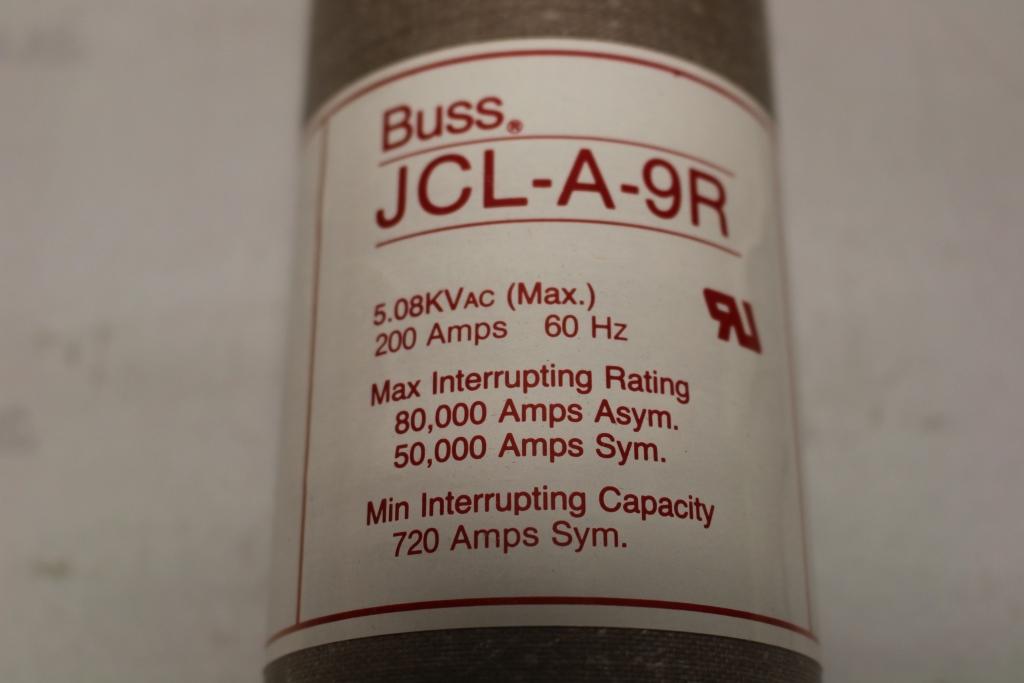 Buss®
JCL-A-9R
5.08KVAC (Max.)
200 Amps 60 Hz
RU
Max Interrupting Rating
80,000 Amps Asym.
50,000 Amps Sym.
Min Interrupting Capacity
720 Amps Sym.